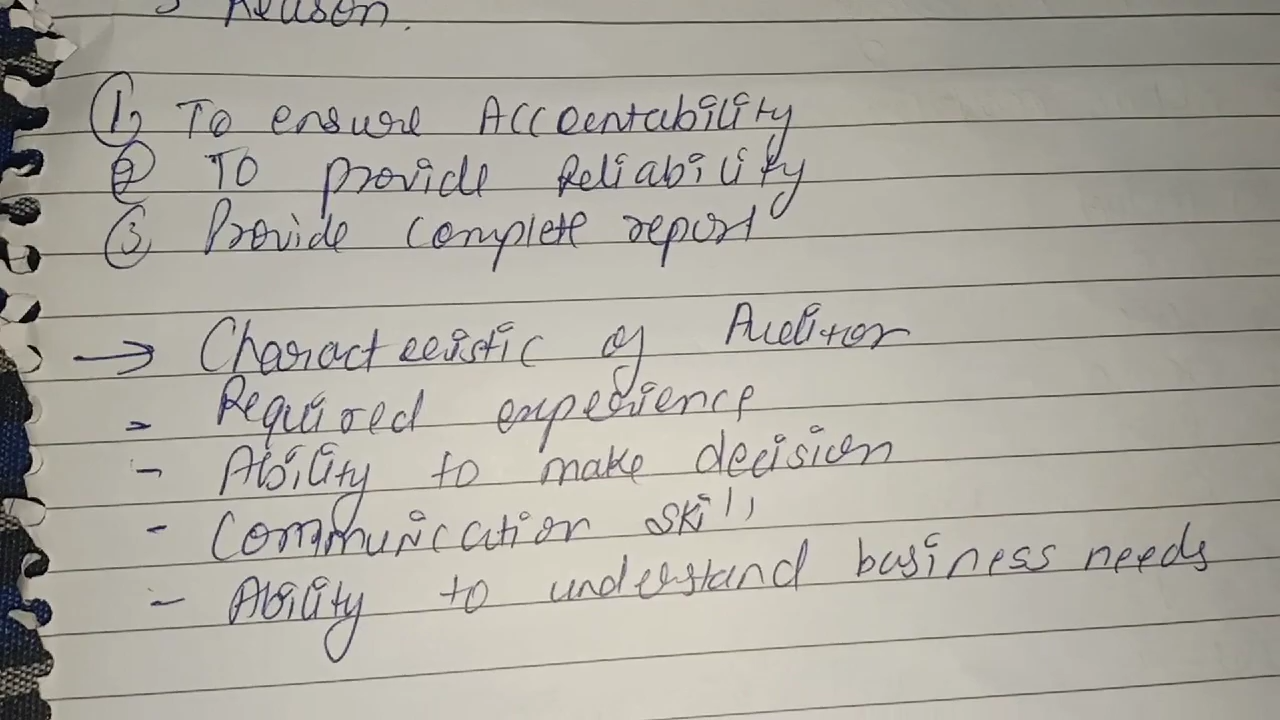 Reason.
① To ensure Accountability
② To provide Reliability
③ Provide complete report
→ Characteristic of Auditor
- Required experience
- Ability to make decision
- Communication skill
- Ability to understand business needs